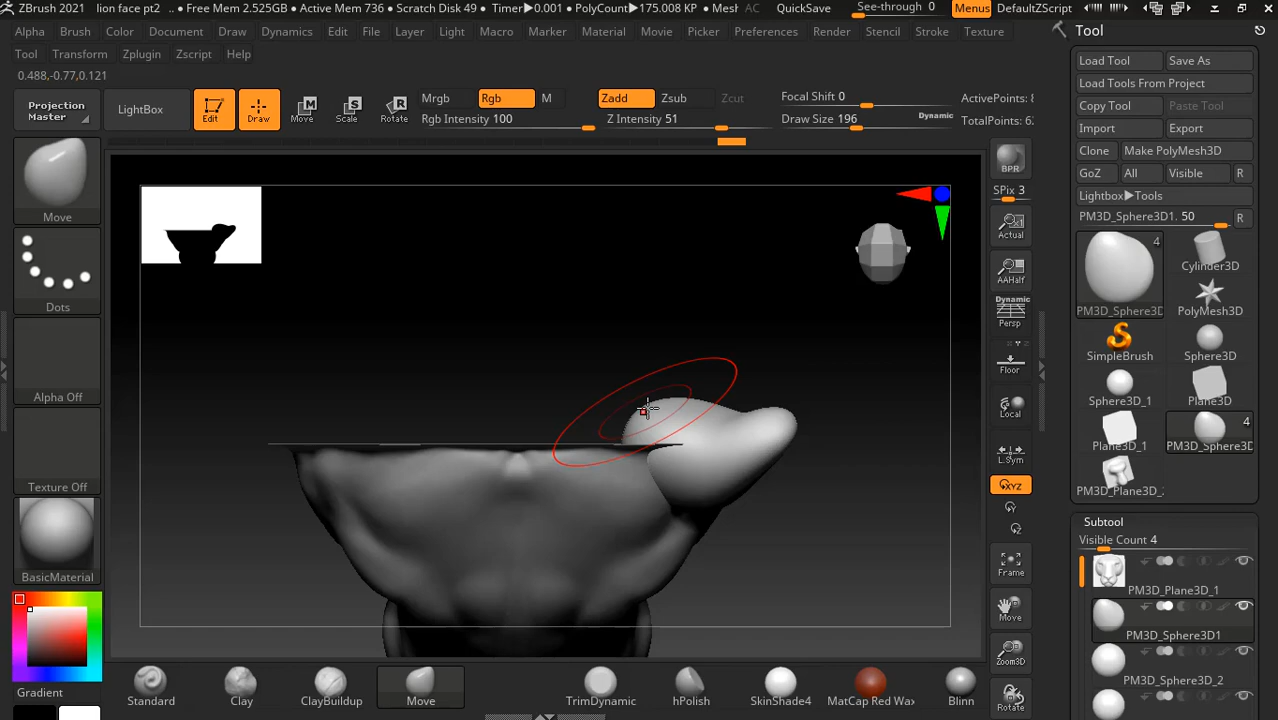 ZBrush 2021 lion face pt2 .. • Free Mem 2.525GB • Active Mem 736 • Scratch Disk 49 • Timer▶0.001 • PolyCount▶175.008 KP • Mesh AC QuickSave See-through 0 Menus DefaultZScript
Alpha Brush Color Document Draw Dynamics Edit File Layer Light Macro Marker Material Movie Picker Preferences Render Stencil Stroke Texture
Tool Transform Zplugin Zscript Help
0.488,-0.77,0.121
Projection Master
LightBox
Edit
Draw
Move
Scale
Rotate
Mrgb Rgb M
Rgb Intensity 100
Zadd Zsub Zcut
Z Intensity 51
Focal Shift 0
Draw Size 196
Dynamic
ActivePoints: 8
TotalPoints: 62
Move
Dots
Alpha Off
Texture Off
BasicMaterial
Gradient
BPR
SPix 3
Actual
AAHalf
Dynamic
Persp
Floor
Local
L.Sym
XYZ
Y
Z
Frame
Move
Zoom3D
Rotate
Standard
Clay
ClayBuildup
Move
TrimDynamic
hPolish
SkinShade4
MatCap Red Wax
Blinn
Tool
Load Tool Save As
Load Tools From Project
Copy Tool Paste Tool
Import Export
Clone Make PolyMesh3D
GoZ All Visible R
Lightbox▶Tools
PM3D_Sphere3D1. 50 R
4
PM3D_Sphere3D
Cylinder3D
PolyMesh3D
SimpleBrush Sphere3D
Sphere3D_1 Plane3D
4
Plane3D_1 PM3D_Sphere3D
PM3D_Plane3D_
Subtool
Visible Count 4
PM3D_Plane3D_1
PM3D_Sphere3D1
PM3D_Sphere3D_2